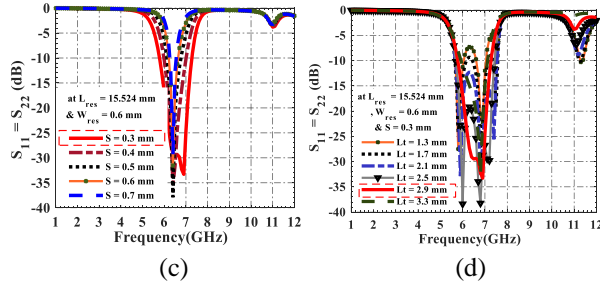 S11 = S22 (dB)
0
-5
-10
-15
-20
-25
-30
-35
-40
at Lres = 15.524 mm
& Wres = 0.6 mm
S = 0.3 mm
S = 0.4 mm
S = 0.5 mm
S = 0.6 mm
S = 0.7 mm
1 2 3 4 5 6 7 8 9 10 11 12
Frequency(GHz)
(c)
S11 = S22 (dB)
0
-5
-10
-15
-20
-25
-30
-35
-40
at Lres = 15.524 mm
, Wres = 0.6 mm
& S = 0.3 mm
Lt = 1.3 mm
Lt = 1.7 mm
Lt = 2.1 mm
Lt = 2.5 mm
Lt = 2.9 mm
Lt = 3.3 mm
1 2 3 4 5 6 7 8 9 10 11 12
Frequency(GHz)
(d)